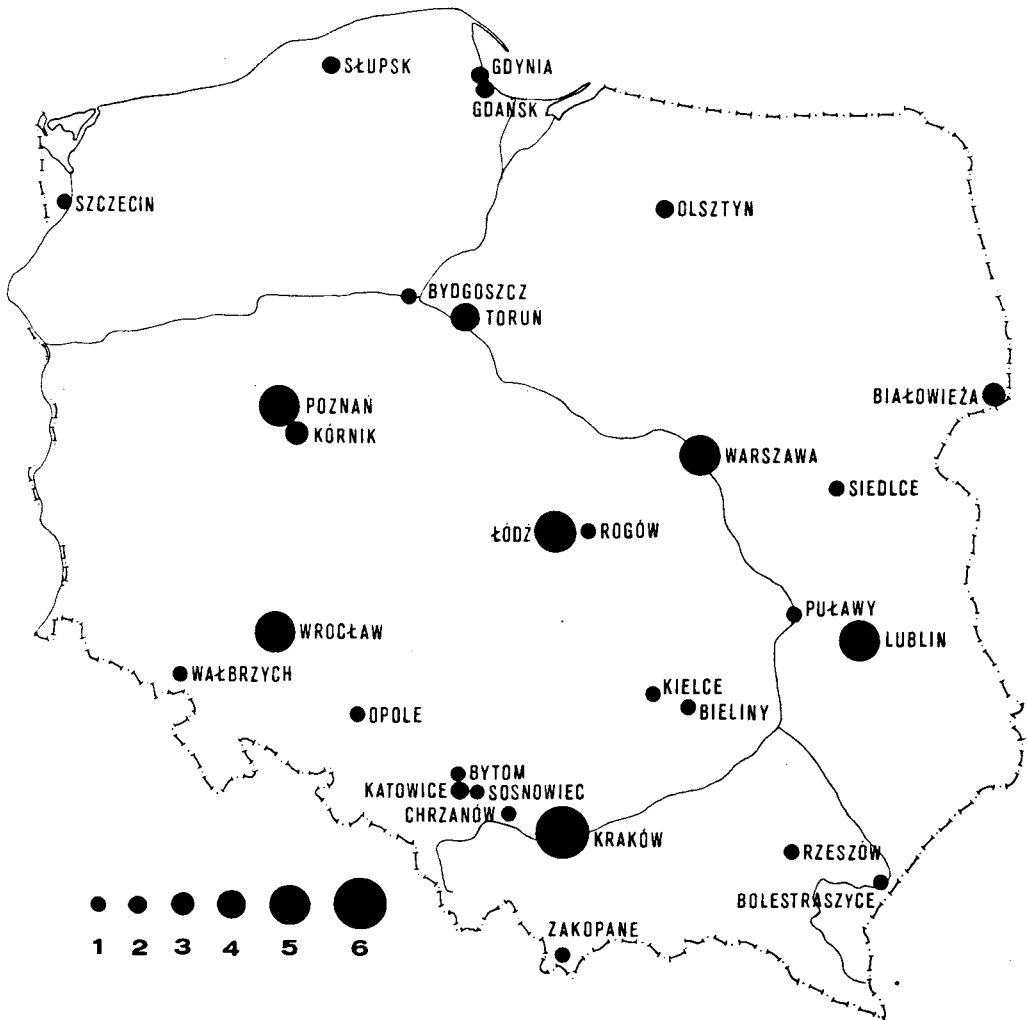 SŁUPSK
GDYNIA
GDAŃSK
SZCZECIN
OLSZTYN
BYDGOSZCZ
TORUŃ
BIAŁOWIEŻA
POZNAŃ
KÓRNIK
WARSZAWA
SIEDLCE
ŁÓDŹ
ROGÓW
PUŁAWY
WROCŁAW
LUBLIN
WAŁBRZYCH
KIELCE
BIELINY
OPOLE
BYTOM
KATOWICE
SOSNOWIEC
CHRZANÓW
KRAKÓW
RZESZÓW
BOLESTRASZYCE
ZAKOPANE
1 2 3 4 5 6